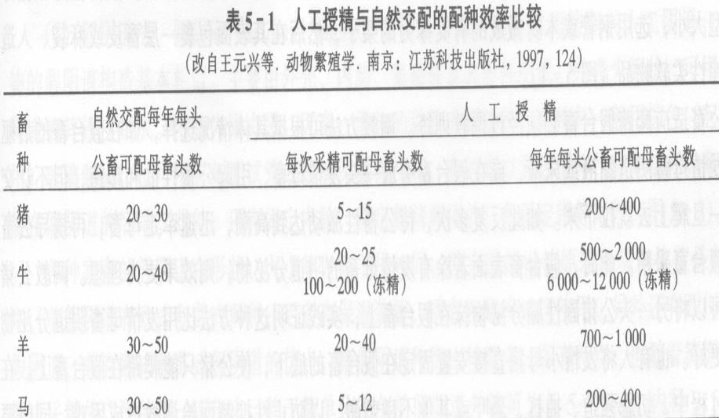 表5-1 人工授精与自然交配的配种效率比较
(改自王元兴等. 动物繁殖学. 南京; 江苏科技出版社, 1997, 124)
畜 自然交配每年每头 人 工 授 精
种 公畜可配母畜头数 每次采精可配母畜头数 每年每头公畜可配母畜头数
猪 20~30 5~15 200~400
牛 20~40 20~25 500~2 000
100~200 (冻精) 6 000~12 000 (冻精)
羊 30~50 20~40 700~1 000
马 30~50 5~12 200~400